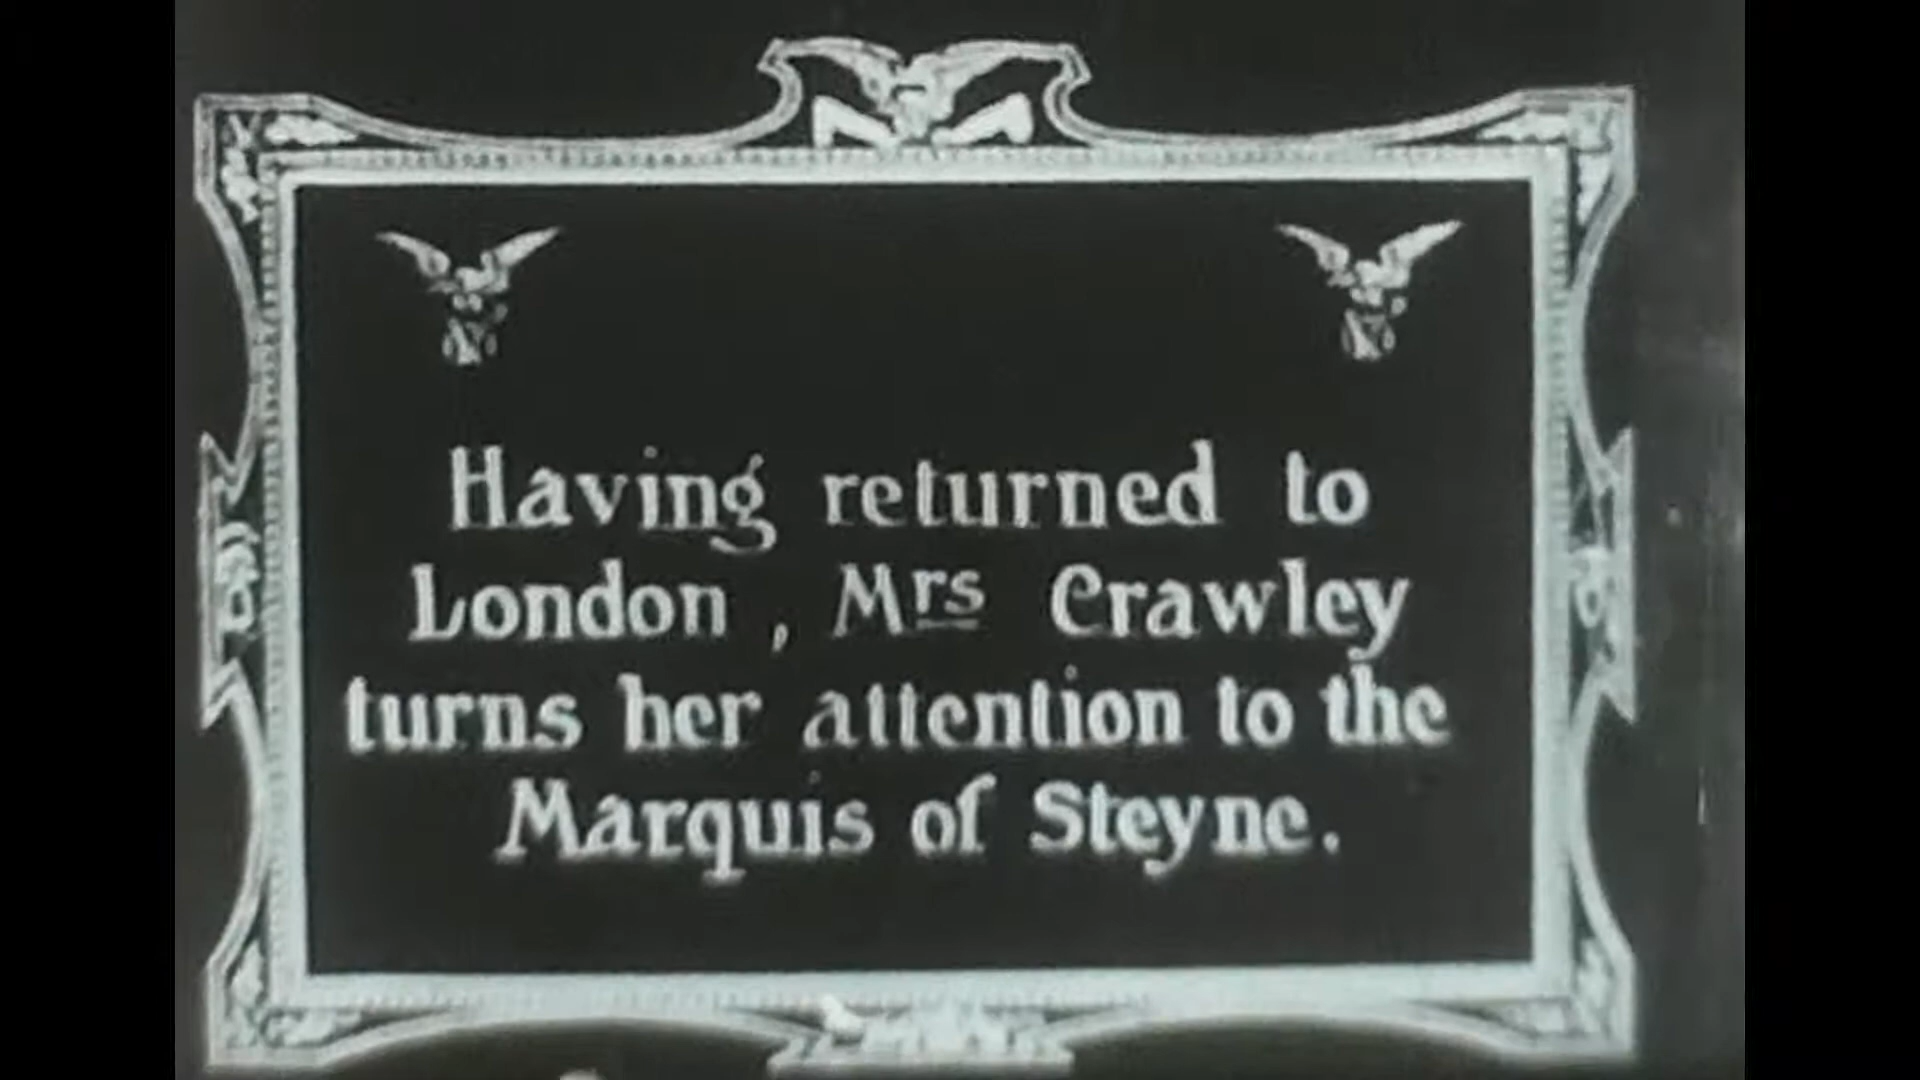 Having returned to
London, Mrs Crawley
turns her attention to the
Marquis of Steyne.